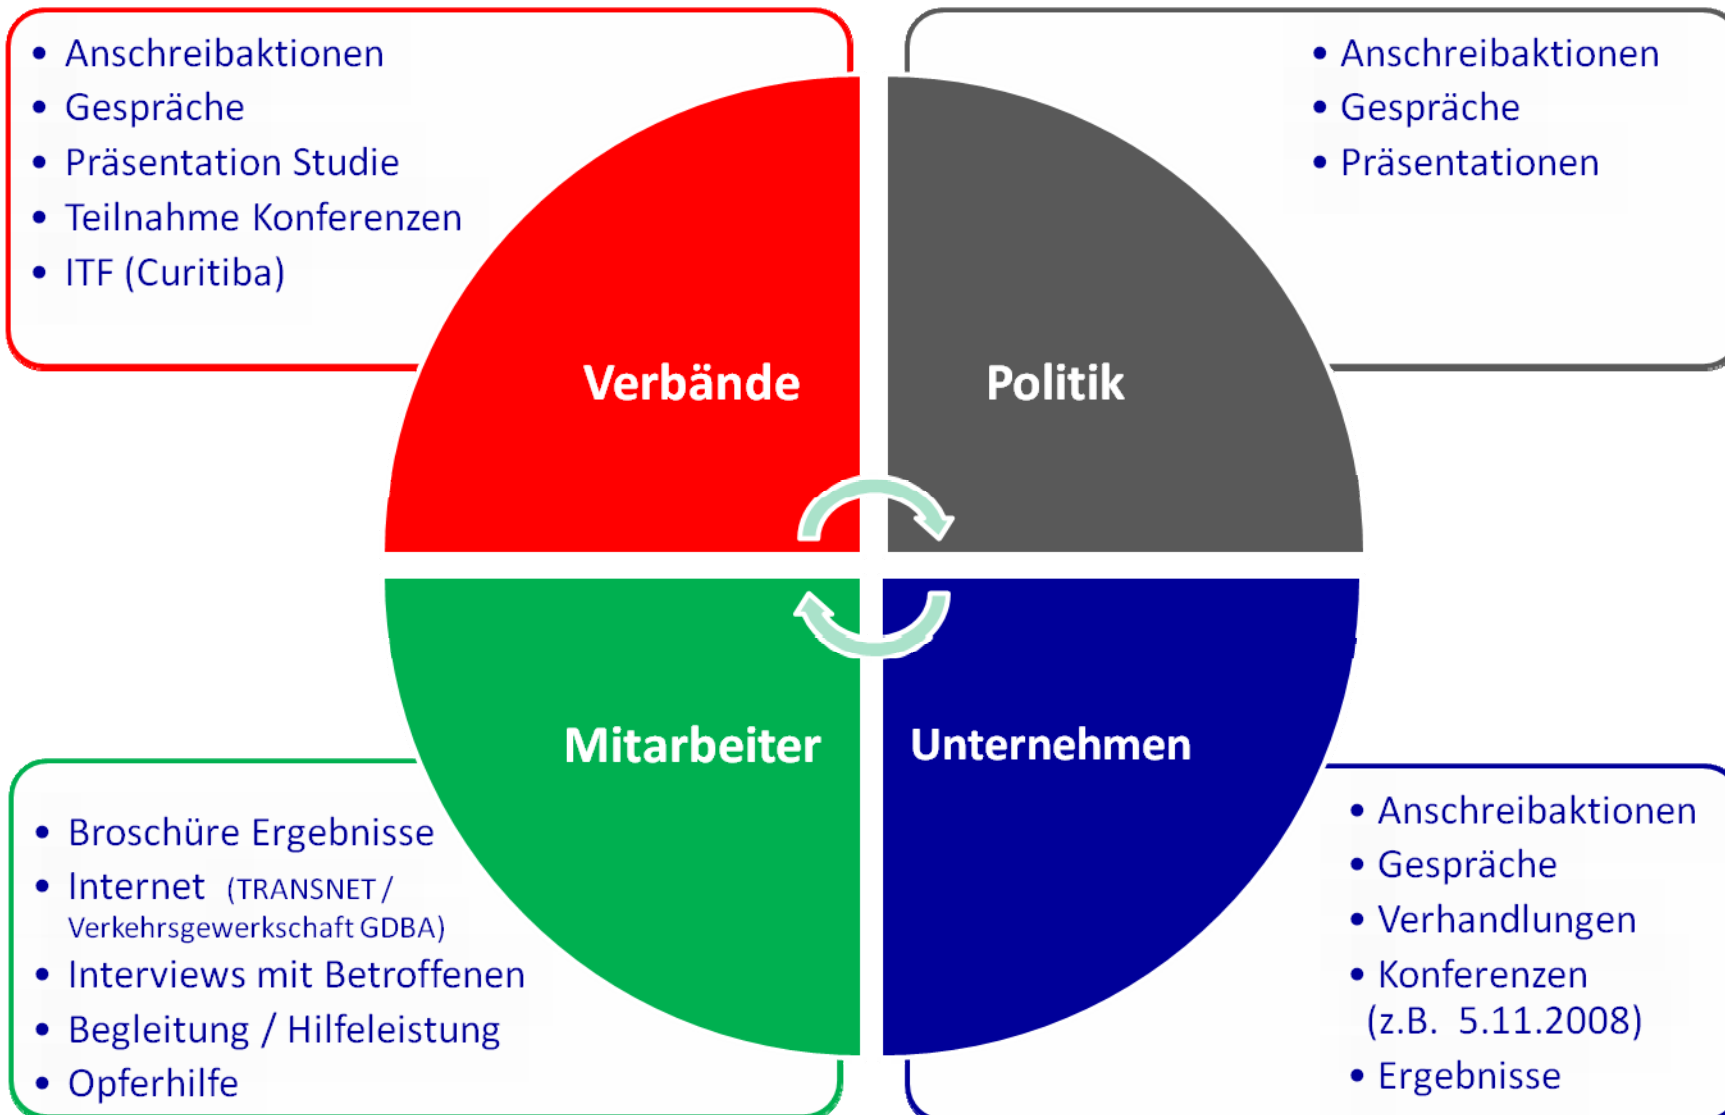 • Anschreibaktionen
• Gespräche
• Präsentation Studie
• Teilnahme Konferenzen
• ITF (Curitiba)
• Anschreibaktionen
• Gespräche
• Präsentationen
Verbände
Politik
Mitarbeiter
Unternehmen
• Broschüre Ergebnisse
• Internet (TRANSNET /
Verkehrsgewerkschaft GDBA)
• Interviews mit Betroffenen
• Begleitung / Hilfeleistung
• Opferhilfe
• Anschreibaktionen
• Gespräche
• Verhandlungen
• Konferenzen
(z.B. 5.11.2008)
• Ergebnisse